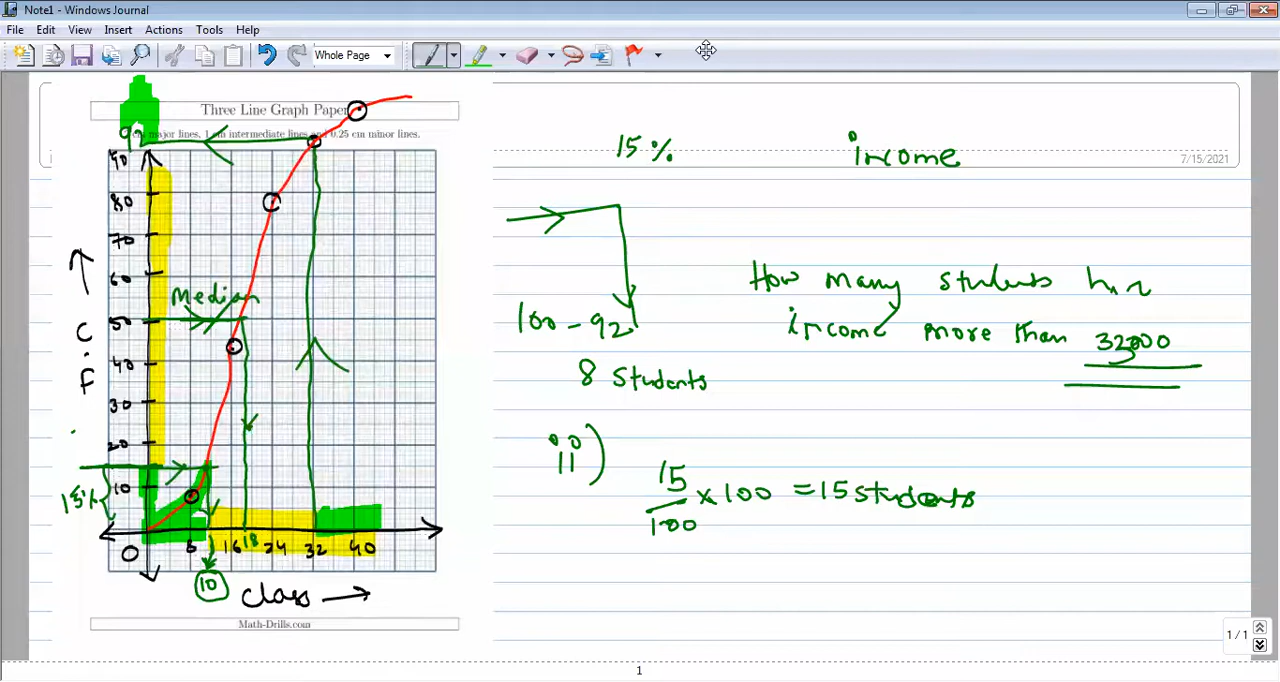 Note1 - Windows Journal
File Edit View Insert Actions Tools Help
Whole Page
Three Line Graph Paper
major lines, 1 cm intermediate lines and 0.25 cm minor lines.
7/15/2021
15%
income
90
80
70
60
50
40
30
20
10
Median
C.F
15%
0 8 16 18 24 32 40
10
class
Math-Drills.com
How many students
income more than 32000
100 - 92
8 students
ii)
15/100 × 100 = 15 students
1 / 1
1